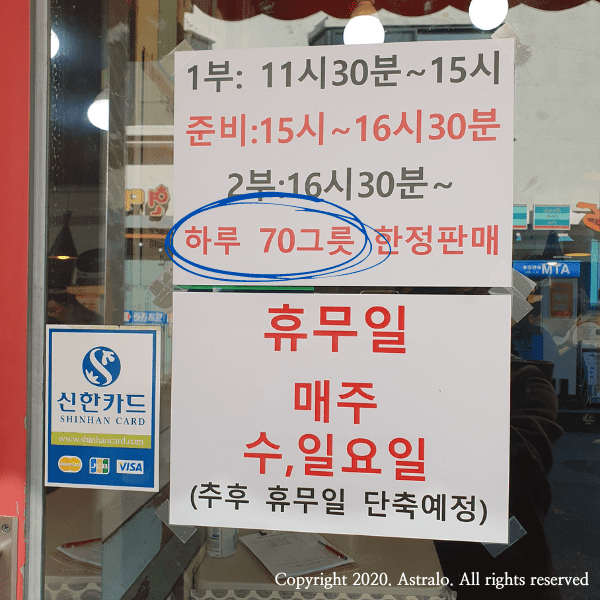 1부: 11시30분~15시
준비:15시~16시30분
2부:16시30분~
하루 70그릇 한정판매
휴무일
매주
수,일요일
(추후 휴무일 단축예정)
신한카드
SHINHAN CARD
www.shinhancard.com
JCB VISA
MTA
Copyright 2020. Astralo. All rights reserved